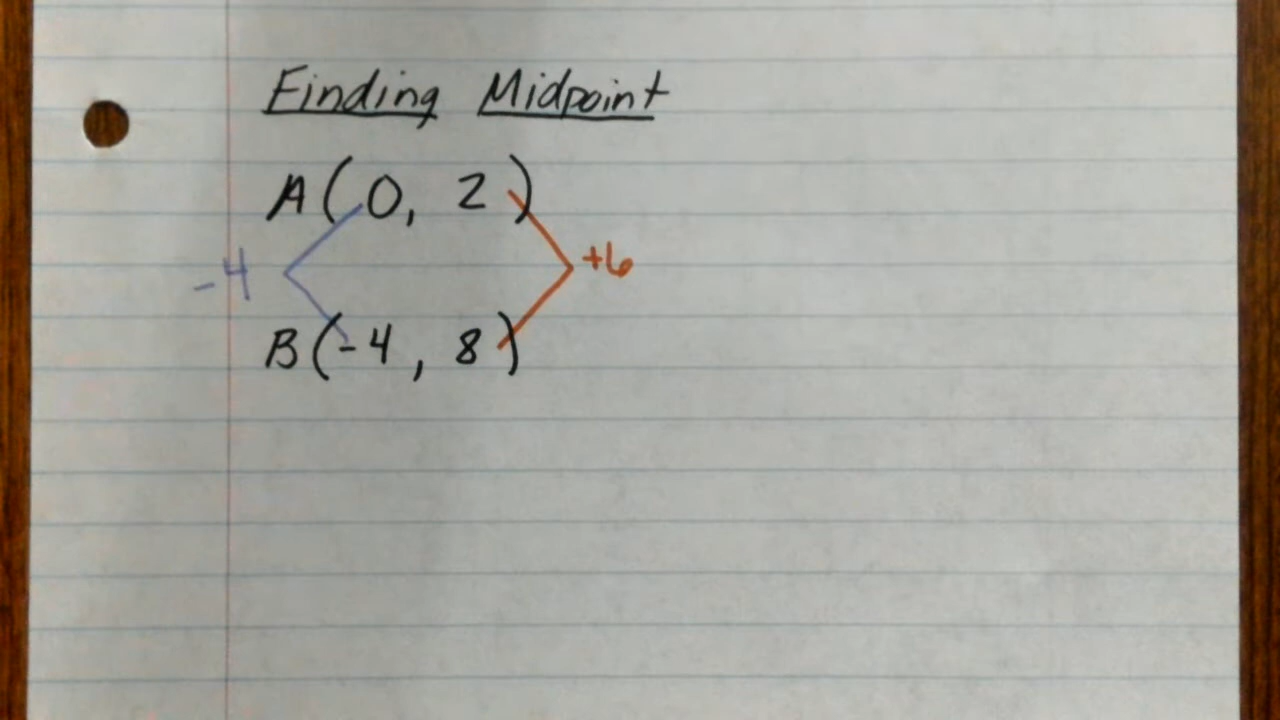 Finding Midpoint
A(0, 2)
-4 +6
B(-4, 8)